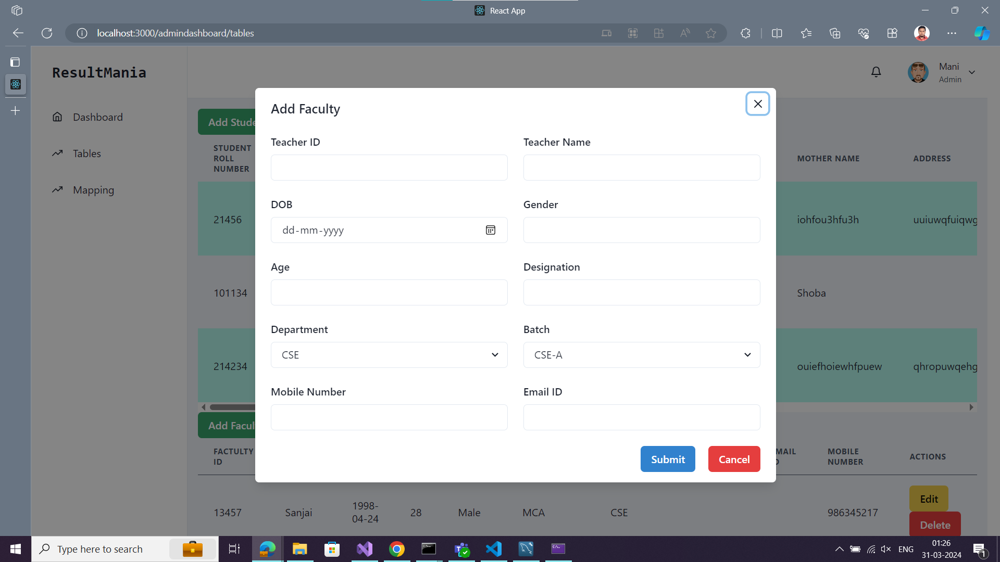 React App
localhost:3000/admindashboard/tables
ResultMania
Mani
Admin
Dashboard
Tables
Mapping
Add Stude
STUDENT
ROLL
NUMBER
MOTHER NAME
ADDRESS
21456
iohfou3hfu3h
uuiuwqfuiqwg
101134
Shoba
214234
ouiefhoiewhfpuew
qhropuwqehg
Add Faculty
Teacher ID
Teacher Name
DOB
Gender
dd-mm-yyyy
Age
Designation
Department
Batch
CSE
CSE-A
Mobile Number
Email ID
Submit
Cancel
Add Facul
FACTULTY
ID
MAIL
MOBILE
NUMBER
ACTIONS
13457
Sanjai
1998-
04-24
28
Male
MCA
CSE
986345217
Edit
Delete
Type here to search
ENG
01:26
31-03-2024
1